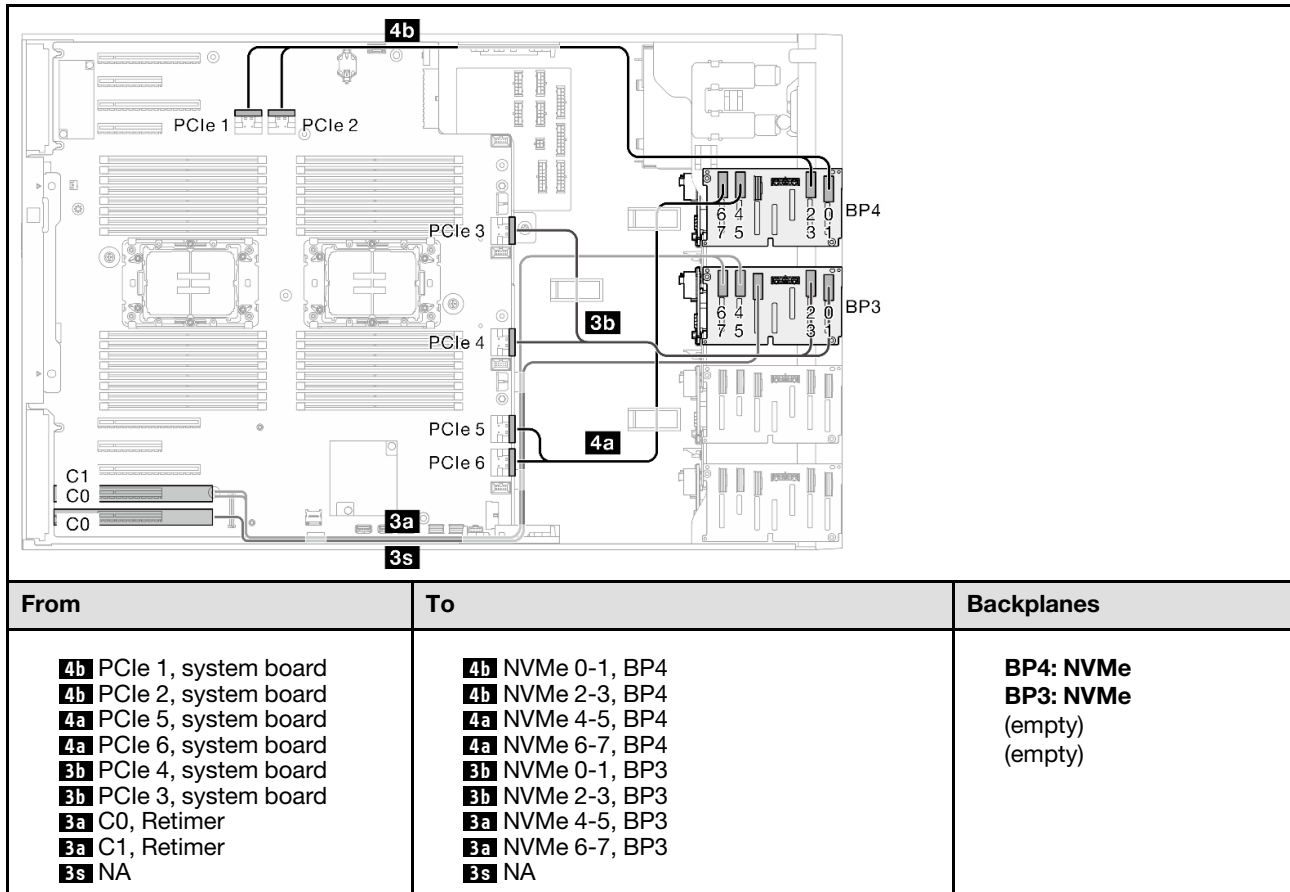 4b
PCIe 1
PCIe 2
PCIe 3
6 4 2 0
7 5 3 1
BP4
6 4 2 0
7 5 3 1
BP3
3b
PCIe 4
PCIe 5
4a
PCIe 6
C1
C0
C0
3a
3s
From
To
Backplanes
4b PCIe 1, system board
4b PCIe 2, system board
4a PCIe 5, system board
4a PCIe 6, system board
3b PCIe 4, system board
3b PCIe 3, system board
3a C0, Retimer
3a C1, Retimer
3s NA
4b NVMe 0-1, BP4
4b NVMe 2-3, BP4
4a NVMe 4-5, BP4
4a NVMe 6-7, BP4
3b NVMe 0-1, BP3
3b NVMe 2-3, BP3
3a NVMe 4-5, BP3
3a NVMe 6-7, BP3
3s NA
BP4: NVMe
BP3: NVMe
(empty)
(empty)